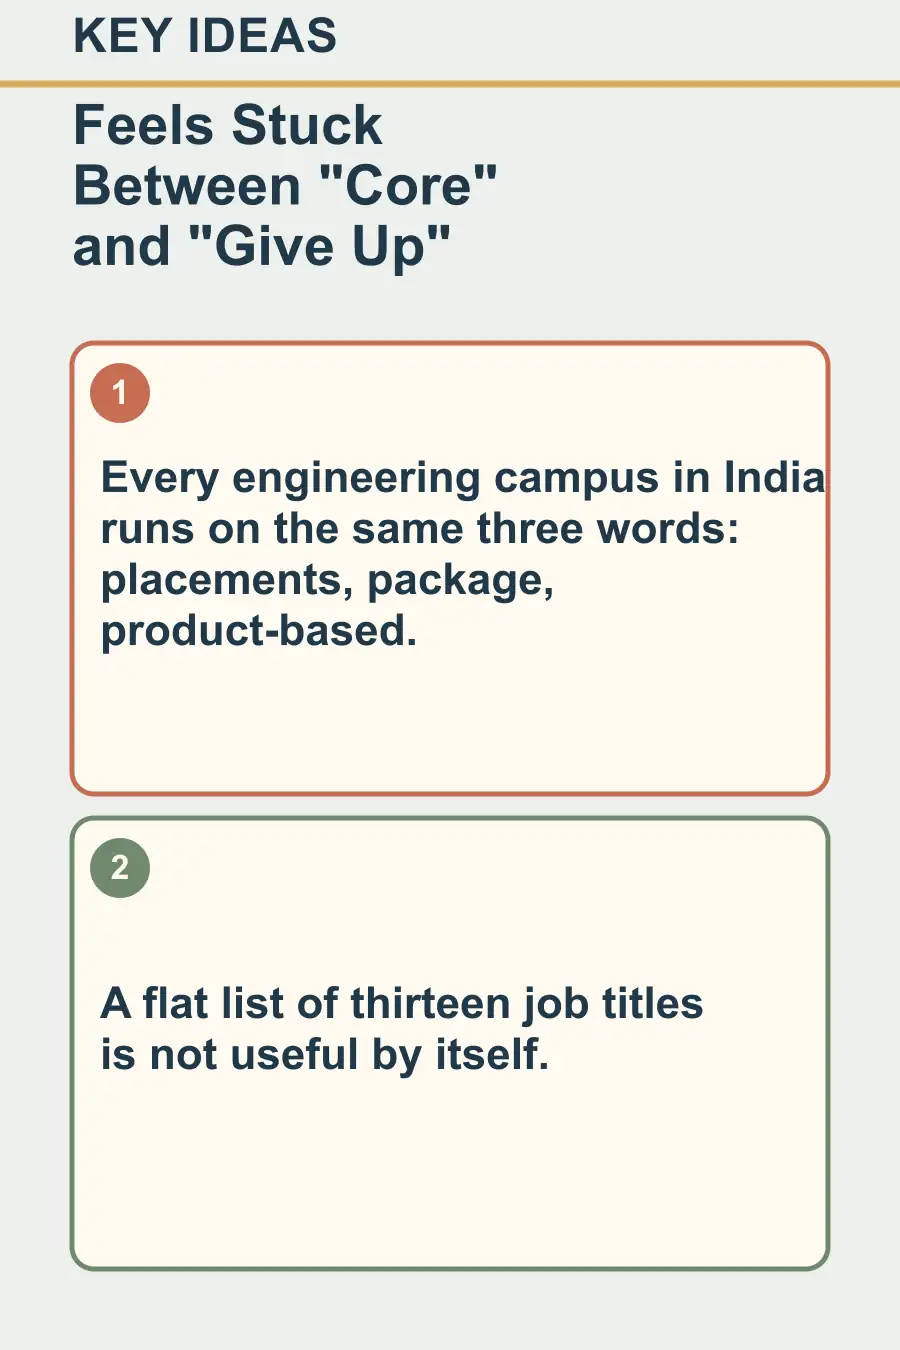 KEY IDEAS
Feels Stuck
Between "Core"
and "Give Up"
1
Every engineering campus in India
runs on the same three words:
placements, package,
product-based.
2
A flat list of thirteen job titles
is not useful by itself.